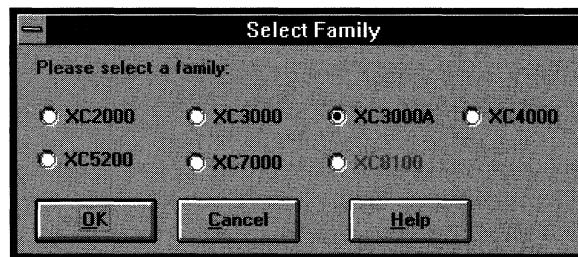 Select Family
Please select a family:
XC2000 XC3000 XC3000A XC4000
XC5200 XC7000 XC8100
OK Cancel Help